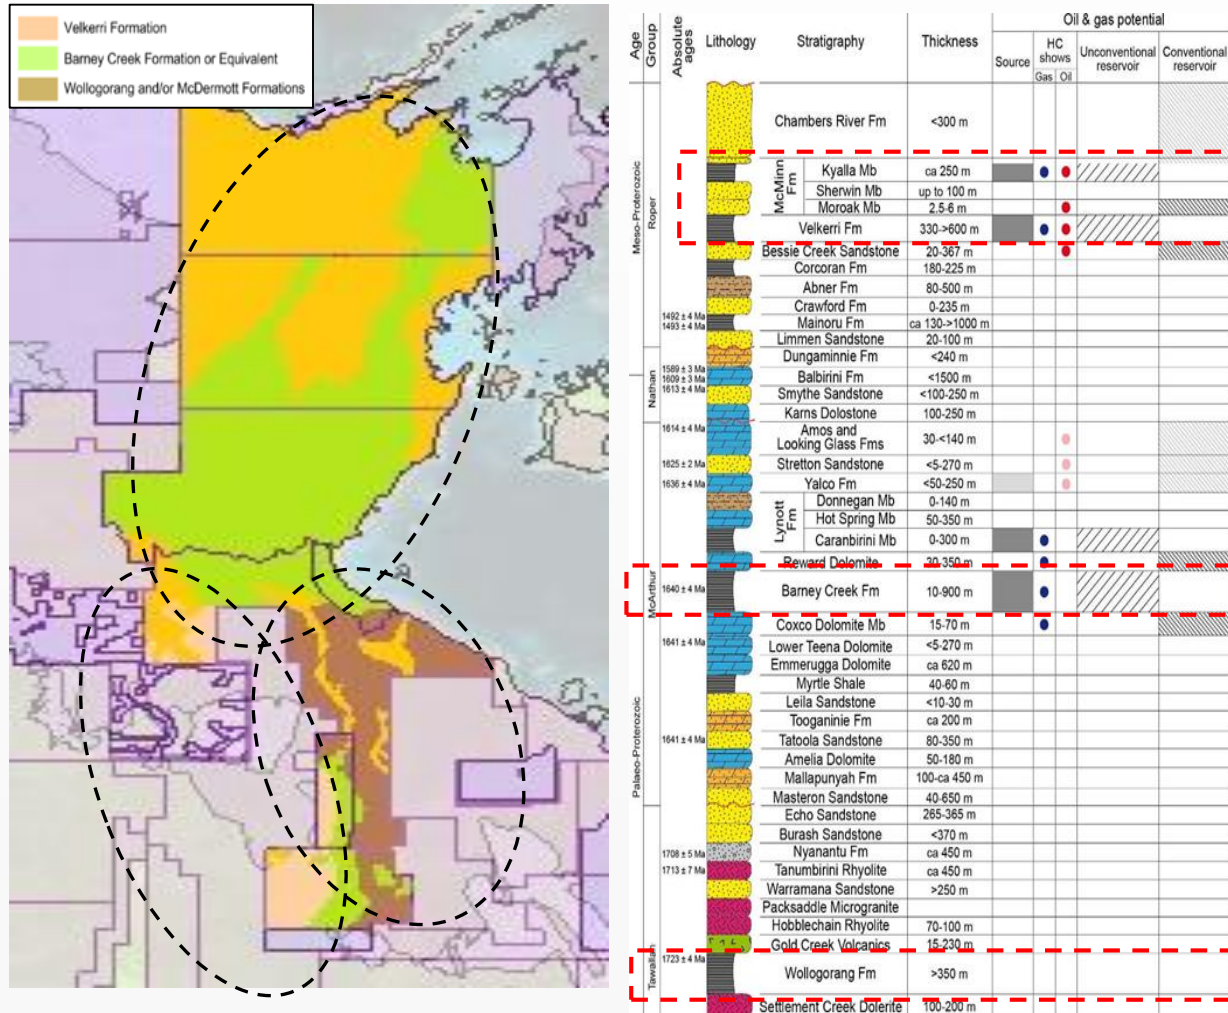 Velkerri Formation
Barney Creek Formation or Equivalent
Wollogorang and/or McDermott Formations
Age
Group
Absolute ages
Lithology
Stratigraphy
Thickness
Oil & gas potential
Source
HC shows
Gas Oil
Unconventional reservoir
Conventional reservoir
Meso-Proterozoic
Palaeo-Proterozoic
Roper
Nathan
McArthur
Tawallah
Chambers River Fm <300 m
McMinn Fm
Kyalla Mb ca 250 m
Sherwin Mb up to 100 m
Moroak Mb 2.5-6 m
Velkerri Fm 330->600 m
Bessie Creek Sandstone 20-367 m
Corcoran Fm 180-225 m
Abner Fm 80-500 m
Crawford Fm 0-235 m
1492 ± 4 Ma
1493 ± 4 Ma
Mainoru Fm ca 130->1000 m
Limmen Sandstone 20-100 m
Dungaminnie Fm <240 m
1589 ± 3 Ma
1609 ± 3 Ma
Balbirini Fm <1500 m
1613 ± 4 Ma
Smythe Sandstone <100-250 m
Karns Dolostone 100-250 m
1614 ± 4 Ma
Amos and Looking Glass Fms 30-<140 m
1625 ± 2 Ma Stretton Sandstone <5-270 m
1636 ± 4 Ma Yalco Fm <50-250 m
Lynott Fm
Donnegan Mb 0-140 m
Hot Spring Mb 50-350 m
Caranbirini Mb 0-300 m
Reward Dolomite 30-350 m
1640 ± 4 Ma Barney Creek Fm 10-900 m
Coxco Dolomite Mb 15-70 m
1641 ± 4 Ma Lower Teena Dolomite <5-270 m
Emmerugga Dolomite ca 620 m
Myrtle Shale 40-60 m
Leila Sandstone <10-30 m
Tooganinie Fm ca 200 m
1641 ± 4 Ma Tatoola Sandstone 80-350 m
Amelia Dolomite 50-180 m
Mallapunyah Fm 100-ca 450 m
Masteron Sandstone 40-650 m
Echo Sandstone 265-365 m
Burash Sandstone <370 m
1708 ± 5 Ma Nyanantu Fm ca 450 m
1713 ± 7 Ma Tanumbirini Rhyolite ca 450 m
Warramana Sandstone >250 m
Packsaddle Microgranite
Hobblechain Rhyolite 70-100 m
Gold Creek Volcanics 15-230 m
1723 ± 4 Ma Wollogorang Fm >350 m
Settlement Creek Dolerite 100-200 m